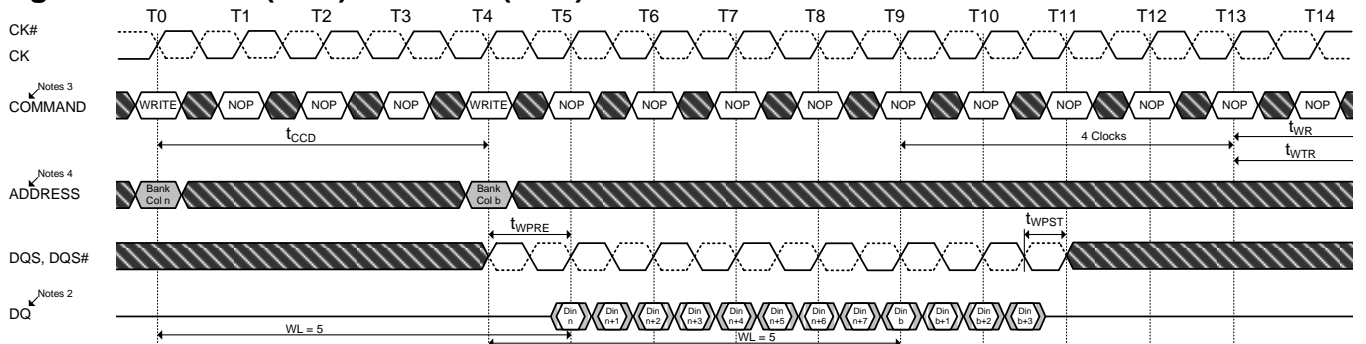 T0 T1 T2 T3 T4 T5 T6 T7 T8 T9 T10 T11 T12 T13 T14
CK#
CK
Notes 3
COMMAND
WRITE NOP NOP NOP WRITE NOP NOP NOP NOP NOP NOP NOP NOP NOP NOP
tCCD
4 Clocks
tWR
tWTR
Notes 4
ADDRESS
Bank
Col n
Bank
Col b
tWPRE
tWPST
DQS, DQS#
Notes 2
DQ
Din
n
Din
n+1
Din
n+2
Din
n+3
Din
n+4
Din
n+5
Din
n+6
Din
n+7
Din
b
Din
b+1
Din
b+2
Din
b+3
WL = 5
WL = 5